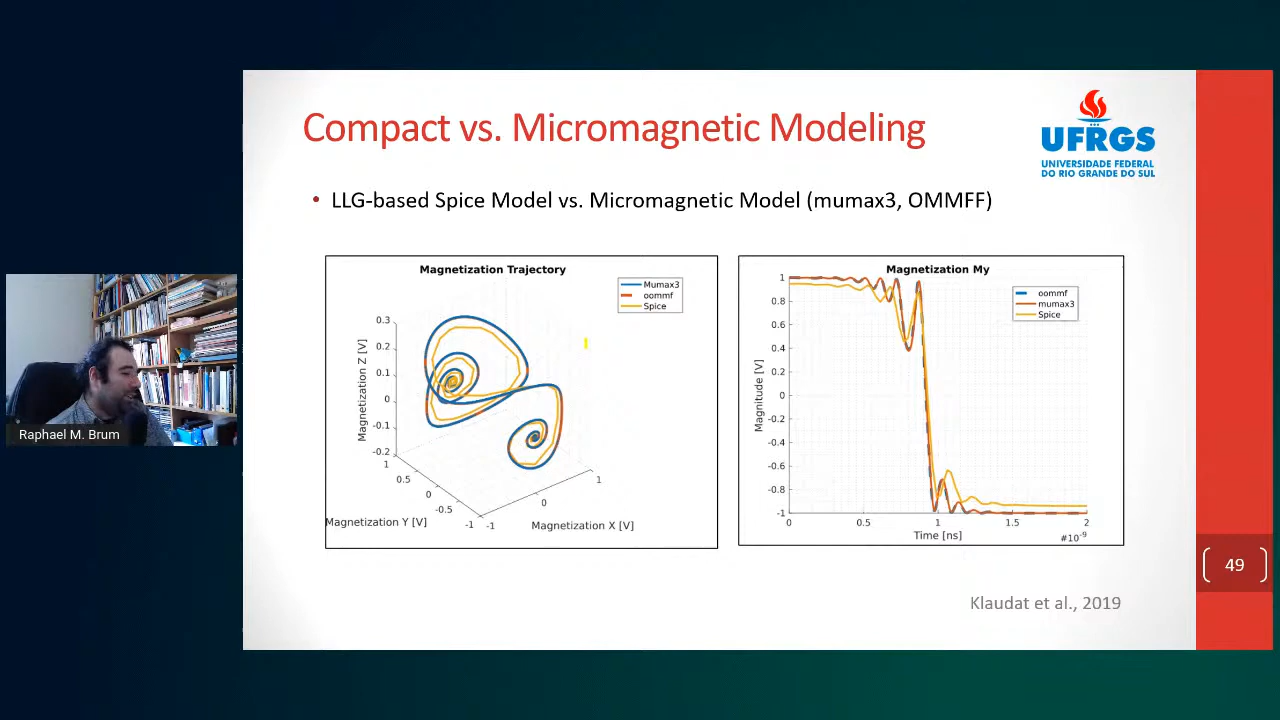 Compact vs. Micromagnetic Modeling
UFRGS
UNIVERSIDADE FEDERAL
DO RIO GRANDE DO SUL
• LLG-based Spice Model vs. Micromagnetic Model (mumax3, OMMFF)
Magnetization Trajectory
Mumax3
oommf
Spice
0.3
0.2
0.1
0
-0.1
-0.2
Magnetization Z [V]
1
0.5
0
-0.5
-1
Magnetization Y [V]
-1
0
1
Magnetization X [V]
Magnetization My
oommf
mumax3
Spice
1
0.8
0.6
0.4
0.2
0
-0.2
-0.4
-0.6
-0.8
-1
Magnitude [V]
0
0.5
1
1.5
2
Time [ns]
#10-9
Raphael M. Brum
49
Klaudat et al., 2019